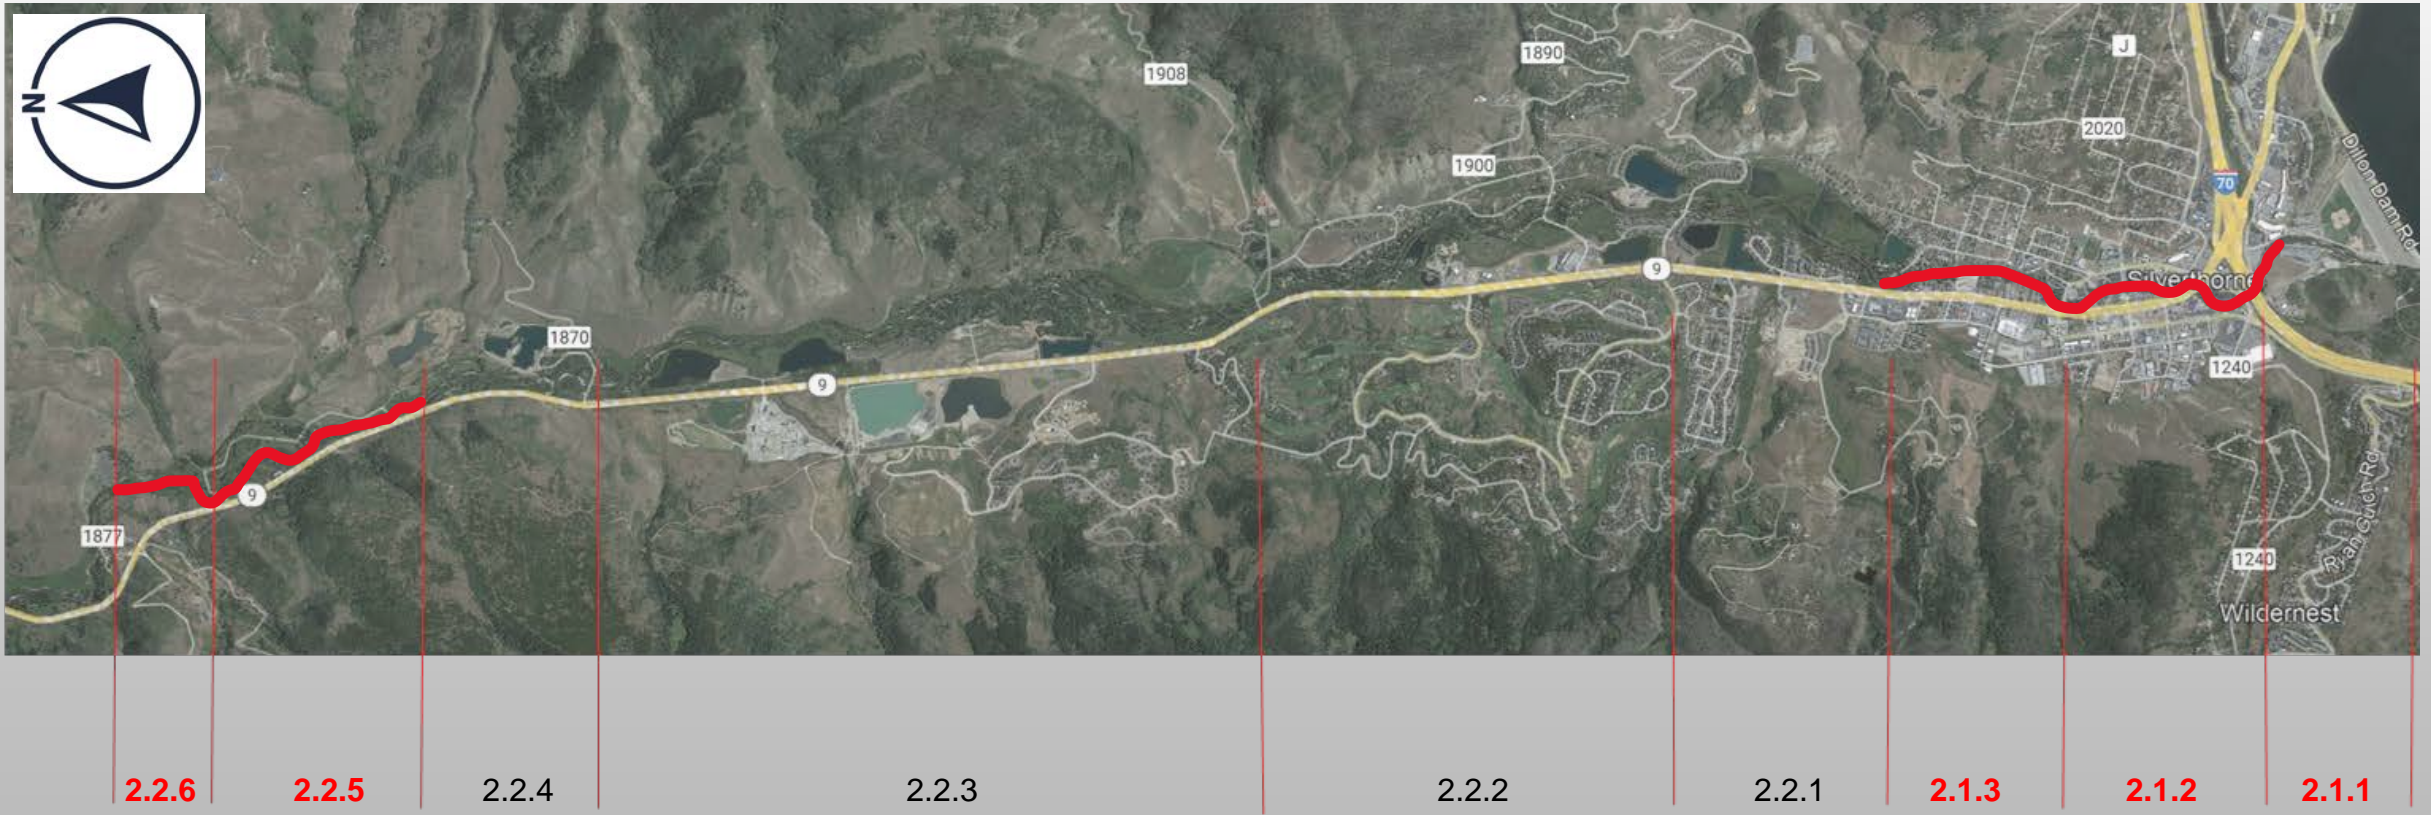 N
1908
1890
J
2020
1900
70
Dillon Dam Rd
9
Silverthorne
1870
9
1240
9
1877
Ryan Gulch Rd
1240
Wildernest
2.2.6 2.2.5 2.2.4 2.2.3 2.2.2 2.2.1 2.1.3 2.1.2 2.1.1